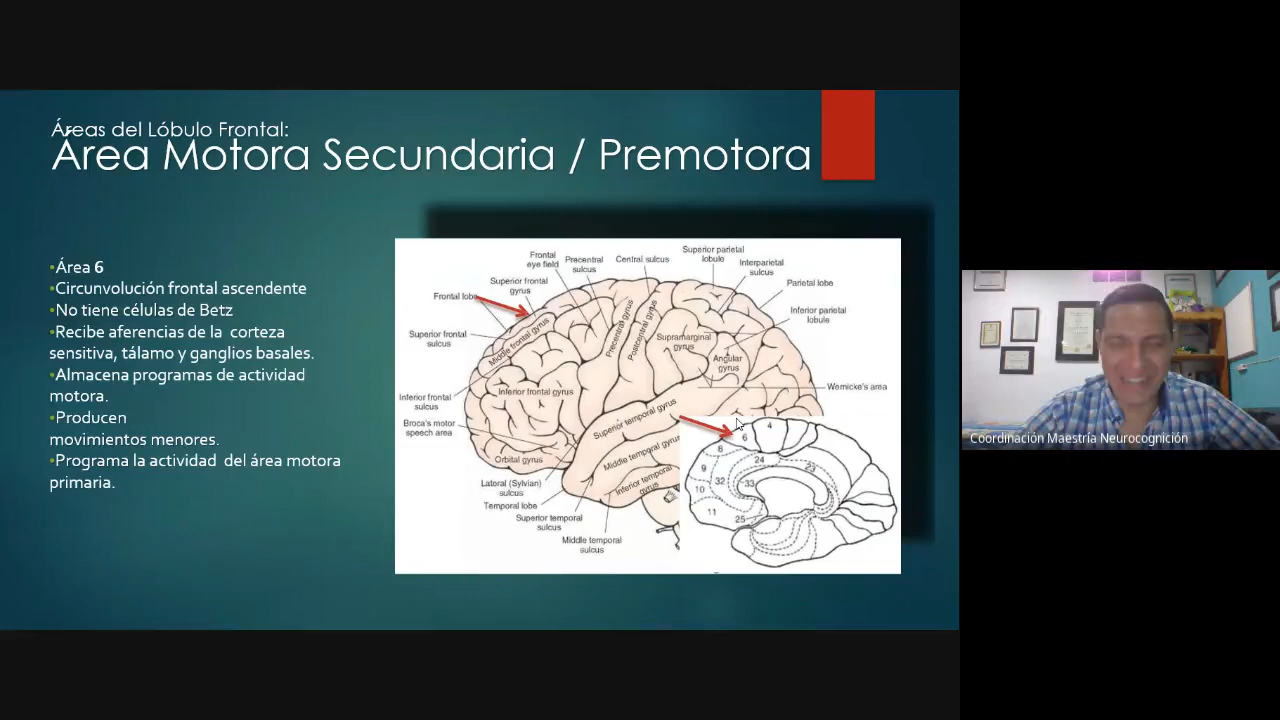 Áreas del Lóbulo Frontal:
Área Motora Secundaria / Premotora
•Área 6
•Circunvolución frontal ascendente
•No tiene células de Betz
•Recibe aferencias de la corteza
sensitiva, tálamo y ganglios basales.
•Almacena programas de actividad
motora.
•Producen
movimientos menores.
•Programa la actividad del área motora
primaria.
Frontal
eye field
Precentral
sulcus
Central sulcus
Superior parietal
lobule
Interparietal
sulcus
Parietal lobe
Inferior parietal
lobule
Wernicke's area
Superior frontal
gyrus
Frontal lobe
Superior frontal
sulcus
Inferior frontal
sulcus
Broca's motor
speech area
Middle frontal gyrus
Precentral gyrus
Postcentral gyrus
Supramarginal
gyrus
Angular
gyrus
Inferior frontal gyrus
Superior temporal gyrus
Middle temporal gyrus
Inferior temporal
gyrus
Orbital gyrus
Lateral (Sylvian)
sulcus
Temporal lobe
Superior temporal
sulcus
Middle temporal
sulcus
4
6
8
9
10
11
24
32
33
23
25
Coordinación Maestría Neurocognición